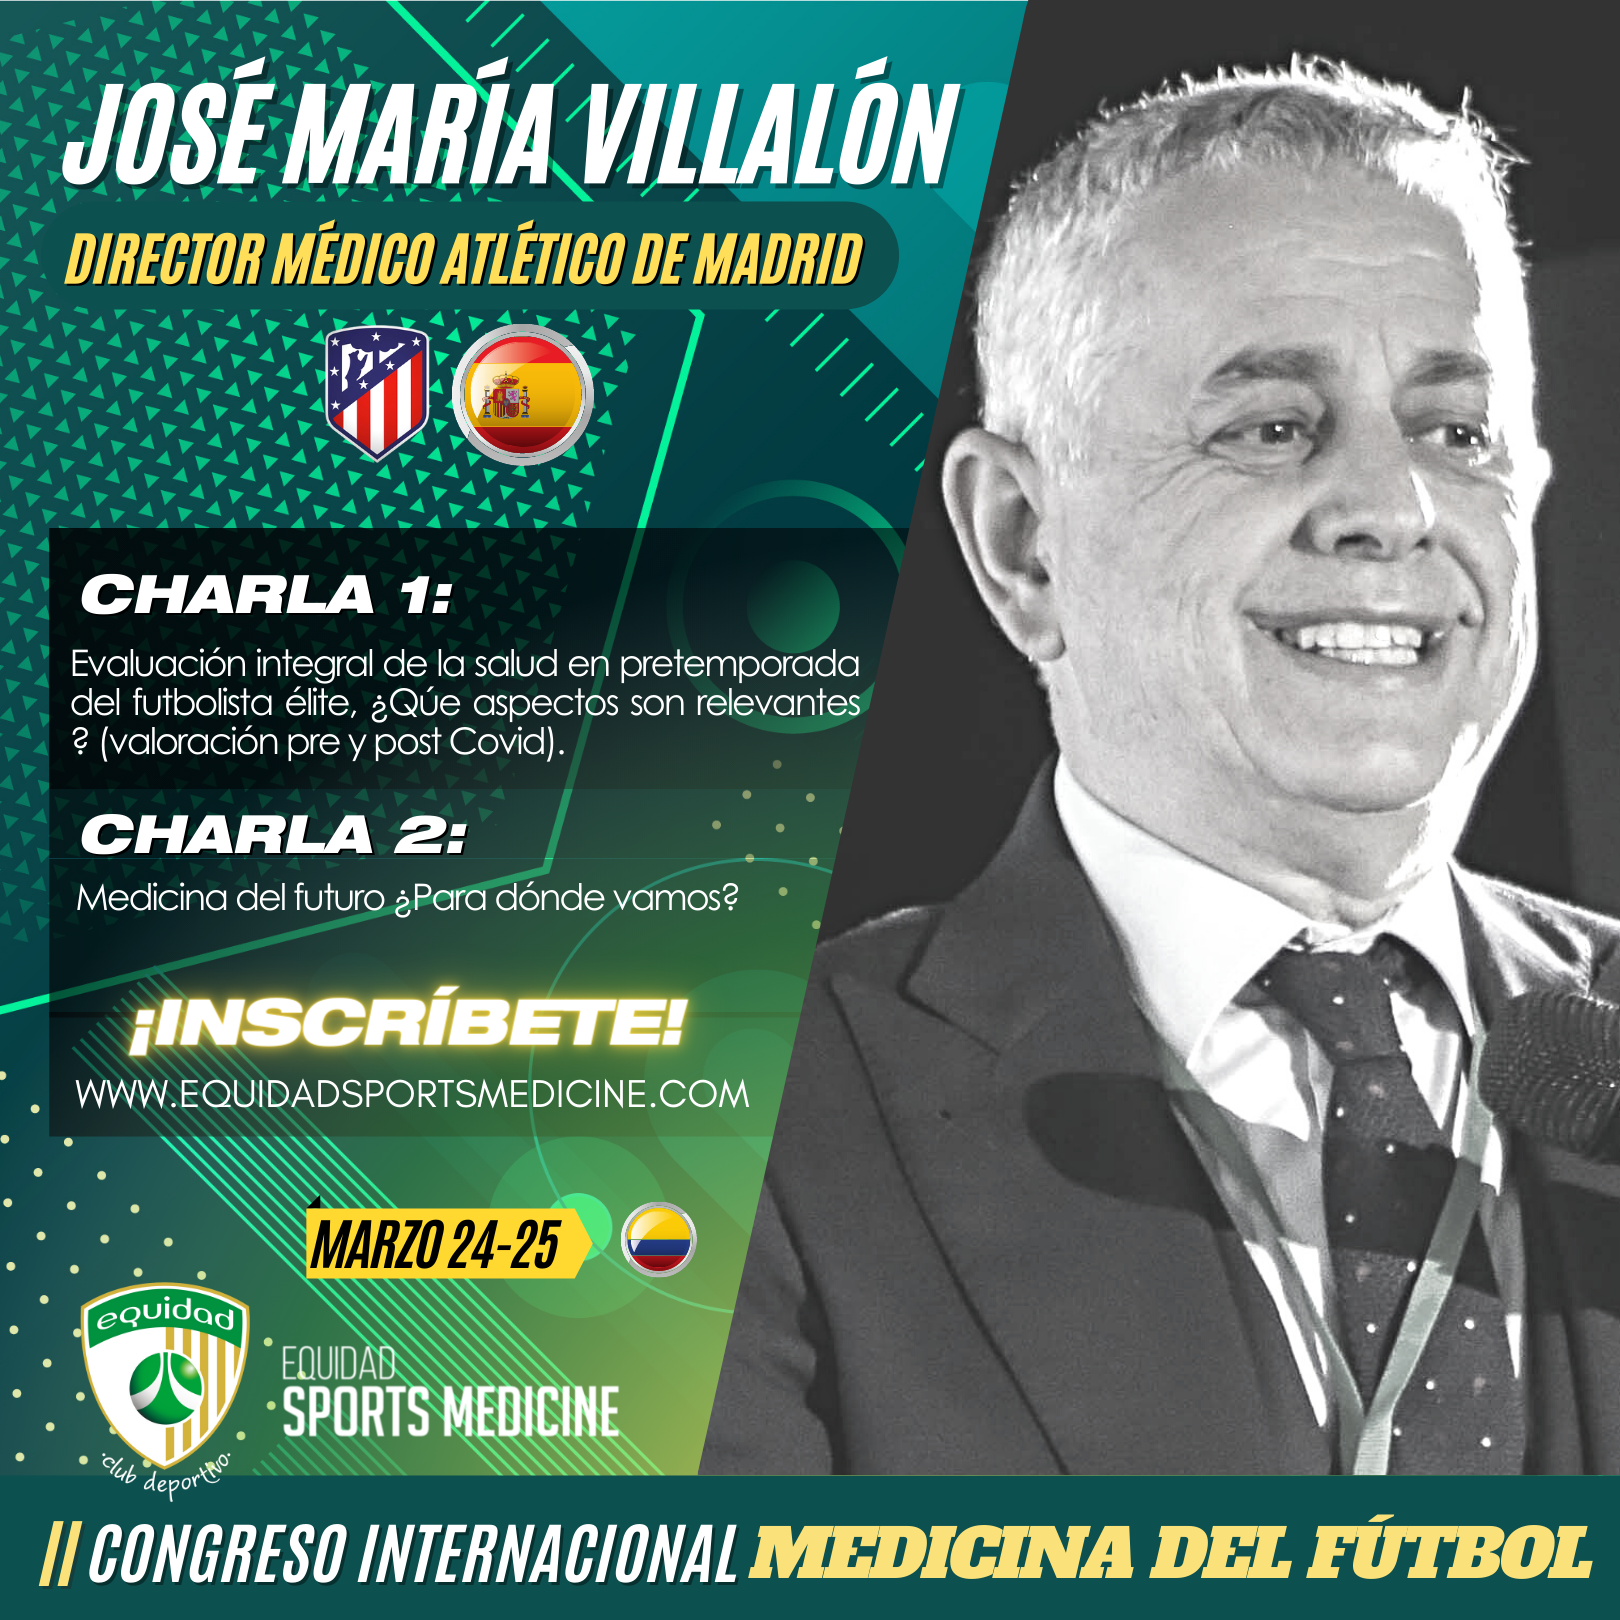 JOSÉ MARÍA VILLALÓN
DIRECTOR MÉDICO ATLÉTICO DE MADRID
CHARLA 1:
Evaluación integral de la salud en pretemporada
del futbolista élite, ¿Qúe aspectos son relevantes
? (valoración pre y post Covid).
CHARLA 2:
Medicina del futuro ¿Para dónde vamos?
¡INSCRÍBETE!
WWW.EQUIDADSPORTSMEDICINE.COM
MARZO 24-25
equidad
·club deportivo·
EQUIDAD
SPORTS MEDICINE
II CONGRESO INTERNACIONAL MEDICINA DEL FÚTBOL